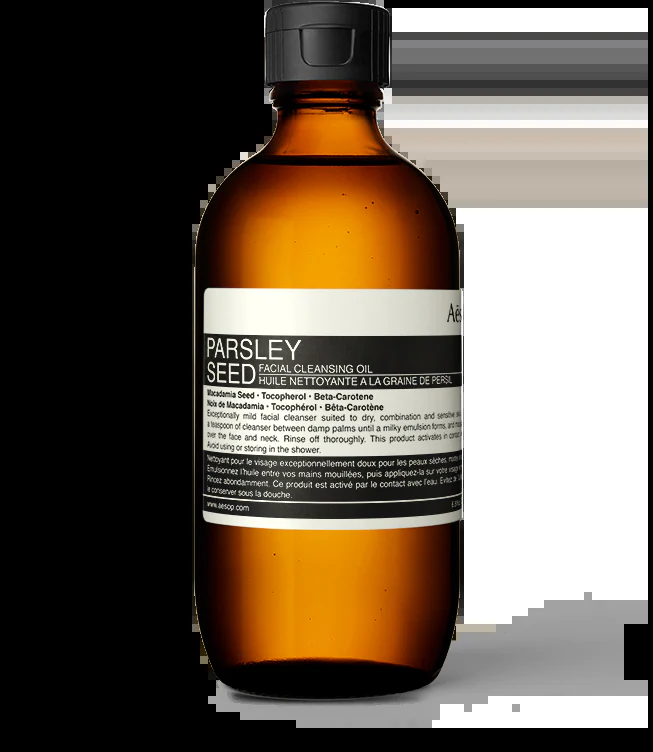 Aēs
PARSLEY
SEED
FACIAL CLEANSING OIL
HUILE NETTOYANTE A LA GRAINE DE PERSIL
Macadamia Seed • Tocopherol • Beta-Carotene
Noix de Macadamia • Tocophérol • Bêta-Carotène
Exceptionally mild facial cleanser suited to dry, combination and sensitive
a teaspoon of cleanser between damp palms until a milky emulsion forms, and
over the face and neck. Rinse off thoroughly. This product activates in
Avoid using or storing in the shower.
Nettoyant pour le visage exceptionnellement doux pour les peaux sèches,
Émulsionnez l'huile entre vos mains mouillées, puis appliquez-la sur votre visage
Rincez abondamment. Ce produit est activé par le contact avec l'eau. Évitez de
le conserver sous la douche.
www.aesop.com